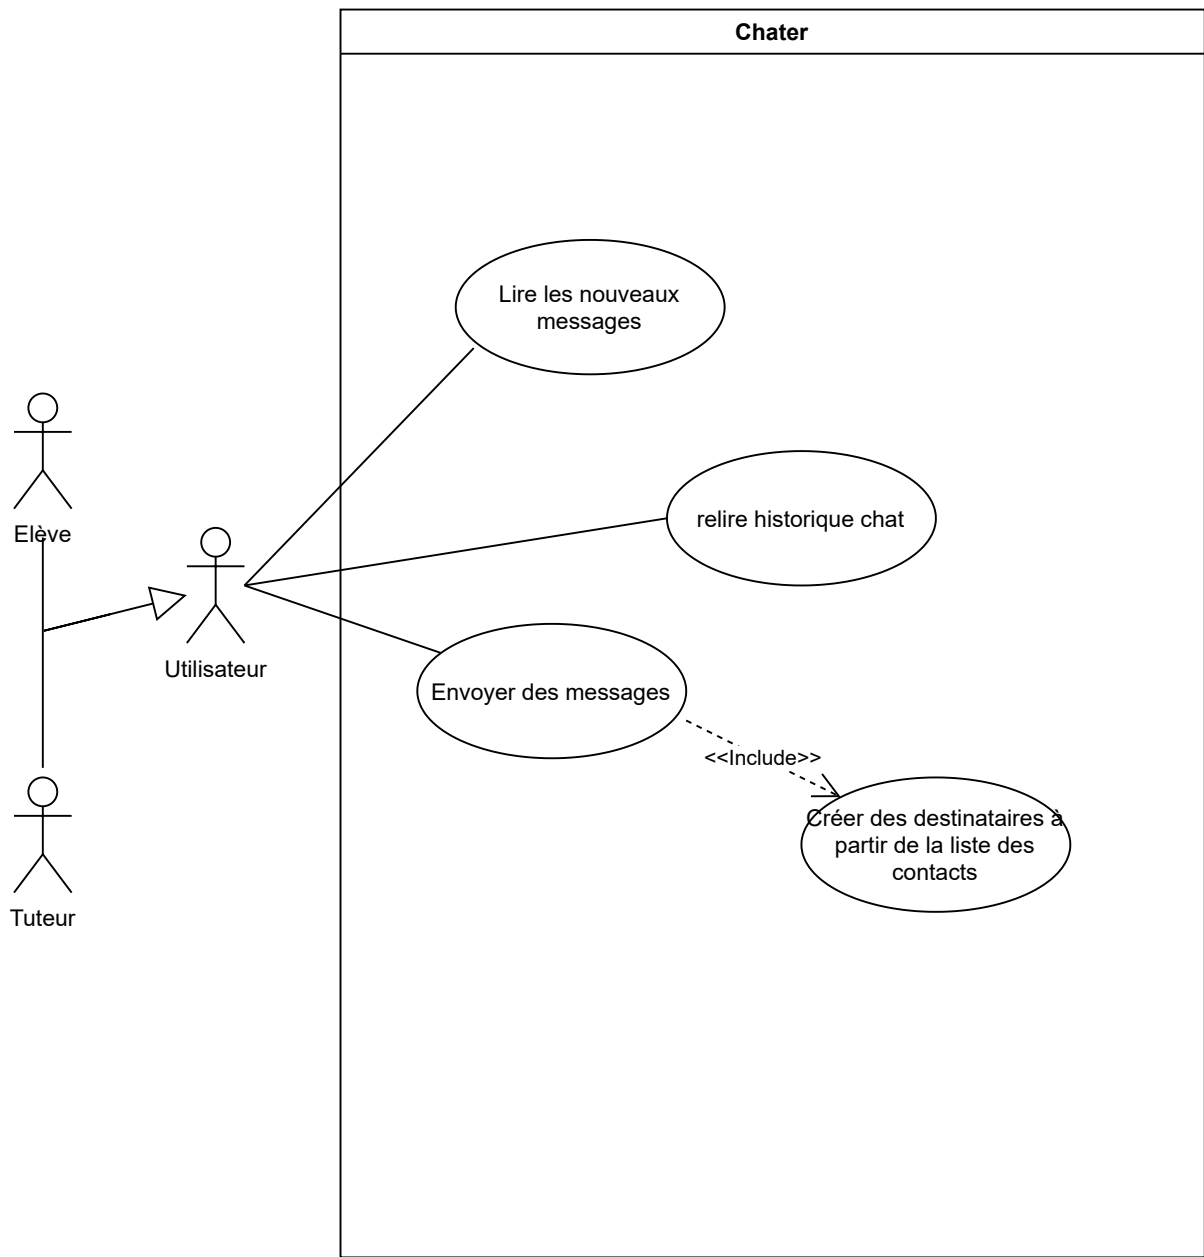 Chater
Lire les nouveaux
messages
Elève
relire historique chat
Utilisateur
Envoyer des messages
<<Include>>
Créer des destinataires à
partir de la liste des
contacts
Tuteur